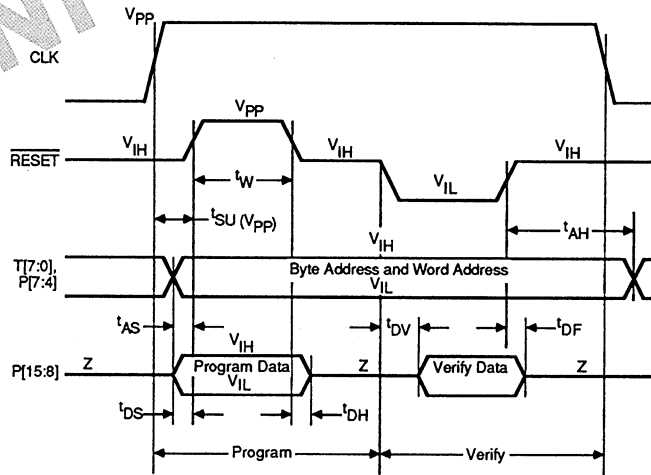 VPP
CLK
VPP
VIH
VIH
VIH
RESET
tW
VIL
tSU (VPP)
tAH
VIH
T[7:0],
P[7:4]
Byte Address and Word Address
VIL
tAS
tDV
tDF
VIH
P[15:8]
Z
Program Data
Z
Verify Data
Z
VIL
tDS
tDH
Program
Verify